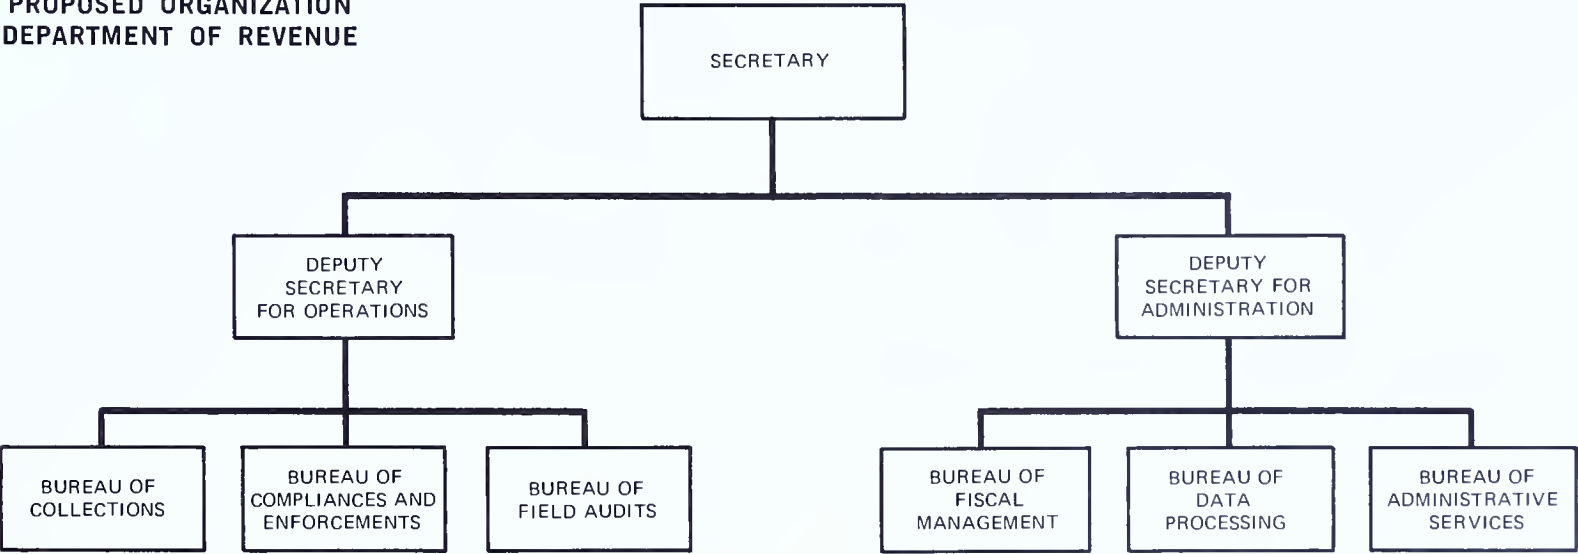 PROPOSED ORGANIZATION
DEPARTMENT OF REVENUE
SECRETARY
DEPUTY
SECRETARY
FOR OPERATIONS
DEPUTY
SECRETARY FOR
ADMINISTRATION
BUREAU OF
COLLECTIONS
BUREAU OF
COMPLIANCES AND
ENFORCEMENTS
BUREAU OF
FIELD AUDITS
BUREAU OF
FISCAL
MANAGEMENT
BUREAU OF
DATA
PROCESSING
BUREAU OF
ADMINISTRATIVE
SERVICES